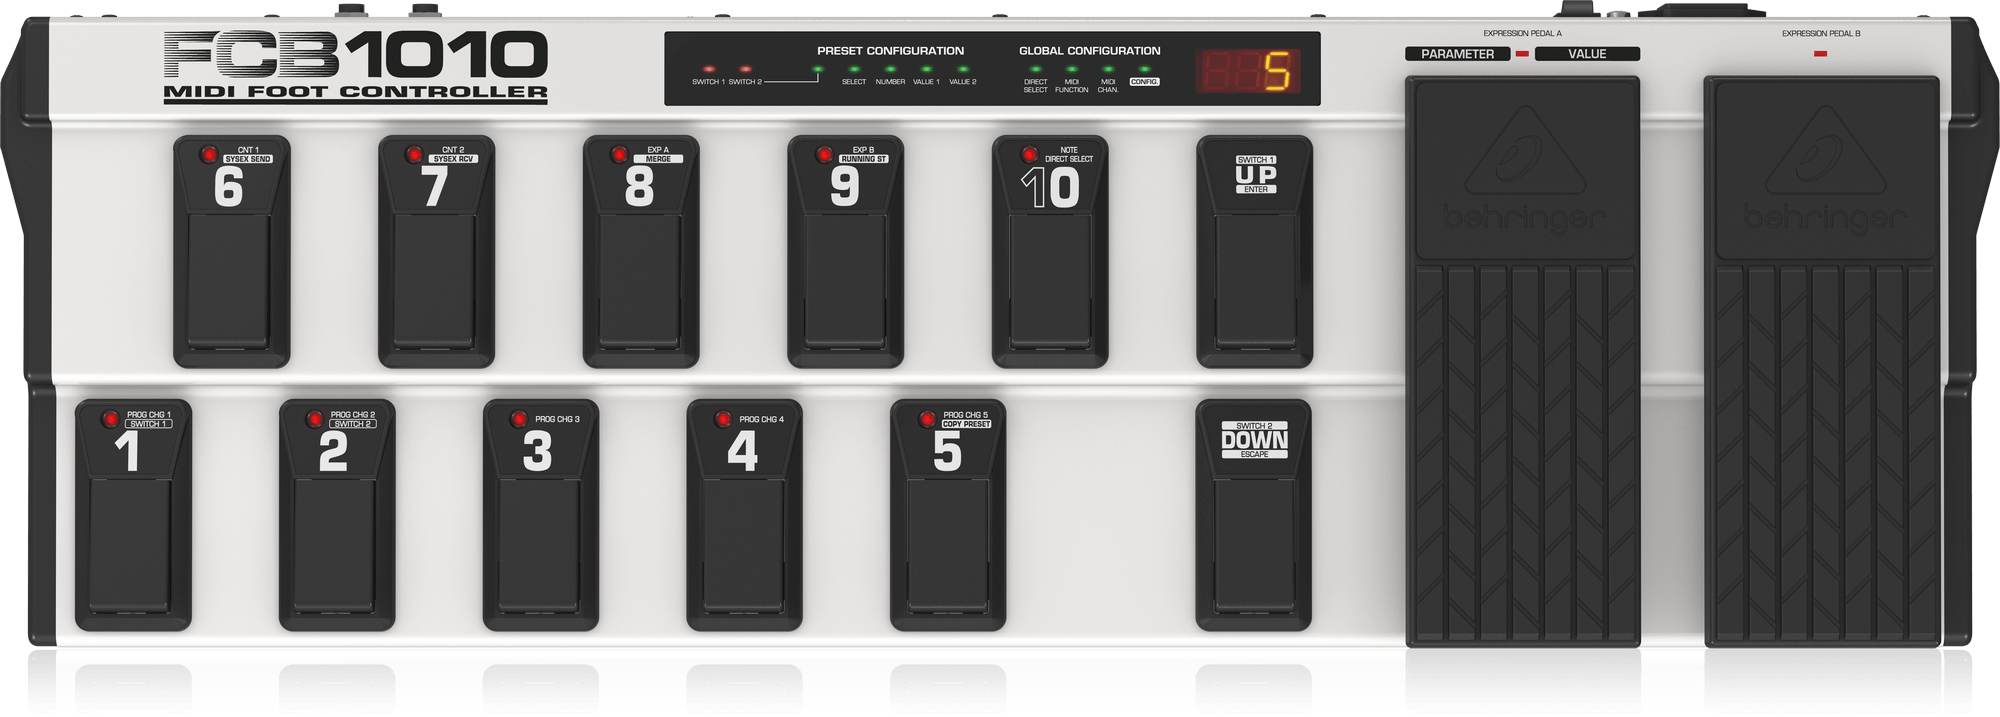 FCB1010
MIDI FOOT CONTROLLER
PRESET CONFIGURATION
SWITCH 1 SWITCH 2
SELECT
NUMBER
VALUE 1
VALUE 2
GLOBAL CONFIGURATION
DIRECT
SELECT
MIDI
FUNCTION
MIDI
CHAN.
CONFIG.
5
EXPRESSION PEDAL A
PARAMETER
VALUE
EXPRESSION PEDAL B
behringer
behringer
CNT 1
SYSEX SEND
6
CNT 2
SYSEX RCV
7
EXP A
MERGE
8
EXP B
RUNNING ST
9
NOTE
DIRECT SELECT
10
SWITCH 1
UP
ENTER
PROG CHG 1
SWITCH 1
1
PROG CHG 2
SWITCH 2
2
PROG CHG 3
3
PROG CHG 4
4
PROG CHG 5
COPY PRESET
5
SWITCH 2
DOWN
ESCAPE